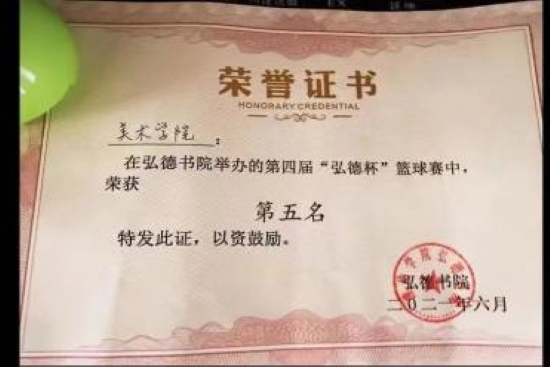 荣誉证书
HONORARY CREDENTIAL
美术学院：
在弘德书院举办的第四届“弘德杯”篮球赛中，
荣获
第五名
特发此证，以资鼓励。
弘德书院
二〇二一年六月